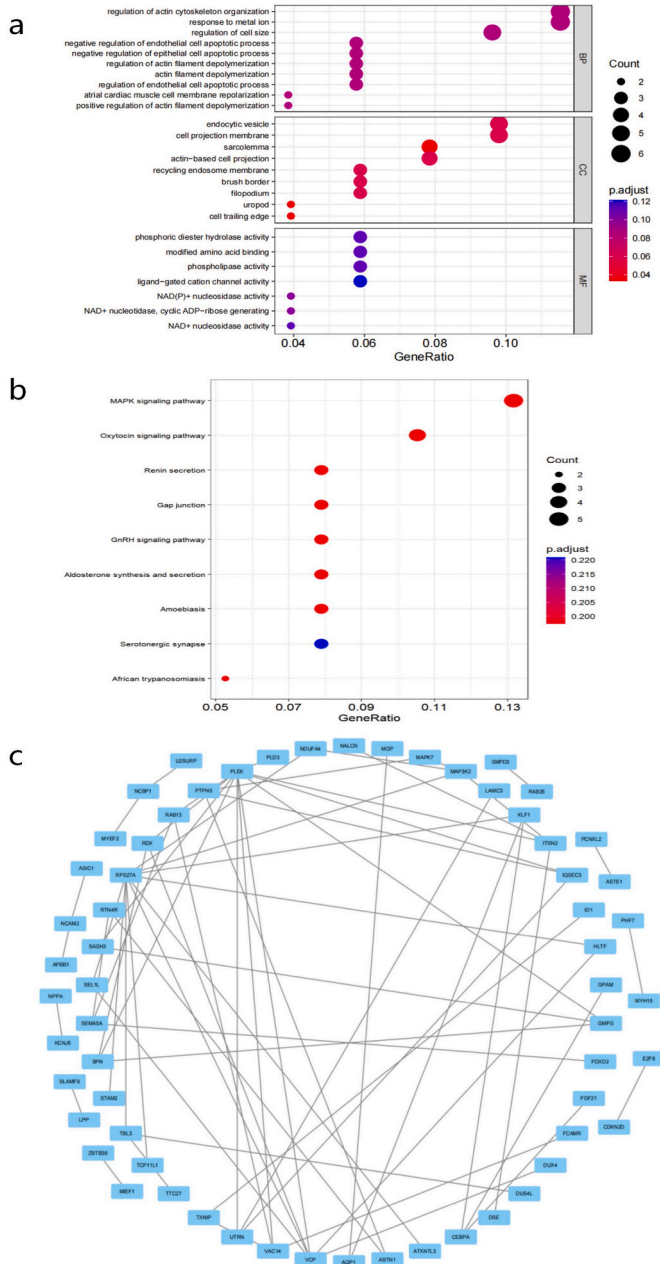 a
regulation of actin cytoskeleton organization
response to metal ion
regulation of cell size
negative regulation of endothelial cell apoptotic process
negative regulation of epithelial cell apoptotic process
regulation of actin filament depolymerization
actin filament depolymerization
regulation of endothelial cell apoptotic process
atrial cardiac muscle cell membrane repolarization
positive regulation of actin filament depolymerization
BP
endocytic vesicle
cell projection membrane
sarcolemma
actin-based cell projection
recycling endosome membrane
brush border
filopodium
uropod
cell trailing edge
CC
phosphoric diester hydrolase activity
modified amino acid binding
phospholipase activity
ligand-gated cation channel activity
NAD(P)+ nucleosidase activity
NAD+ nucleotidase, cyclic ADP-ribose generating
NAD+ nucleosidase activity
MF
0.04 0.06 0.08 0.10
GeneRatio
Count
2
3
4
5
6
p.adjust
0.12
0.10
0.08
0.06
0.04
b
MAPK signaling pathway
Oxytocin signaling pathway
Renin secretion
Gap junction
GnRH signaling pathway
Aldosterone synthesis and secretion
Amoebiasis
Serotonergic synapse
African trypanosomiasis
0.05 0.07 0.09 0.11 0.13
GeneRatio
Count
2
3
4
5
p.adjust
0.220
0.215
0.210
0.205
0.200
c
NDUFA4 NALCN MGP
U2SURP PLD3 MAPK7 SMPD3
PLEK MAP3K2
NCBP1 PTPN5 LAMC3 RAB35
MYEF2 RAB13 KLF1
RDX ITSN2 PCNXL2
ASIC1 RPS27A IQSEC3 ASTE1
NCAM2 RTN4R ID1 PHF7
APBB1 SASH3 HLTF
NPPA SEL1L GPAM MYH15
KCNJ5 SEMA5A GMFG
SPN FOXO2 E2F8
SLAMF9 STAM2 FGF21
LPP TBL3 FCAMR CDKN2D
ZBTB39 TCP11L1 DUX4
MIEF1 TTC27 DUS4L
TXNIP DSE
UTRN CEBPA
VAC14 ATXN7L3
VCP AQP1 ASTN1